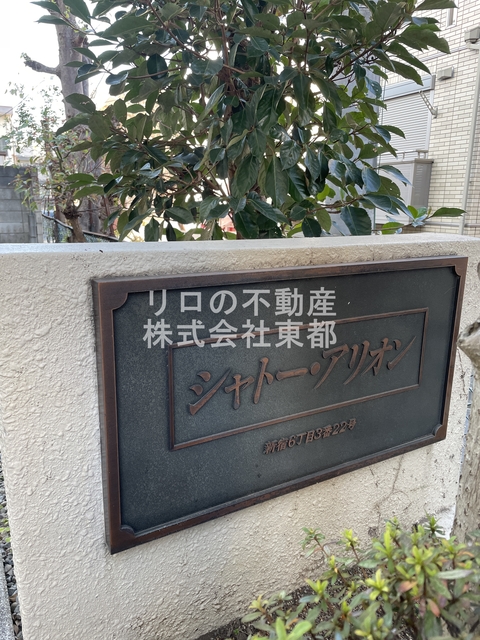 リロの不動産
株式会社東都
シャトー・アリオン
新宿6丁目3番22号